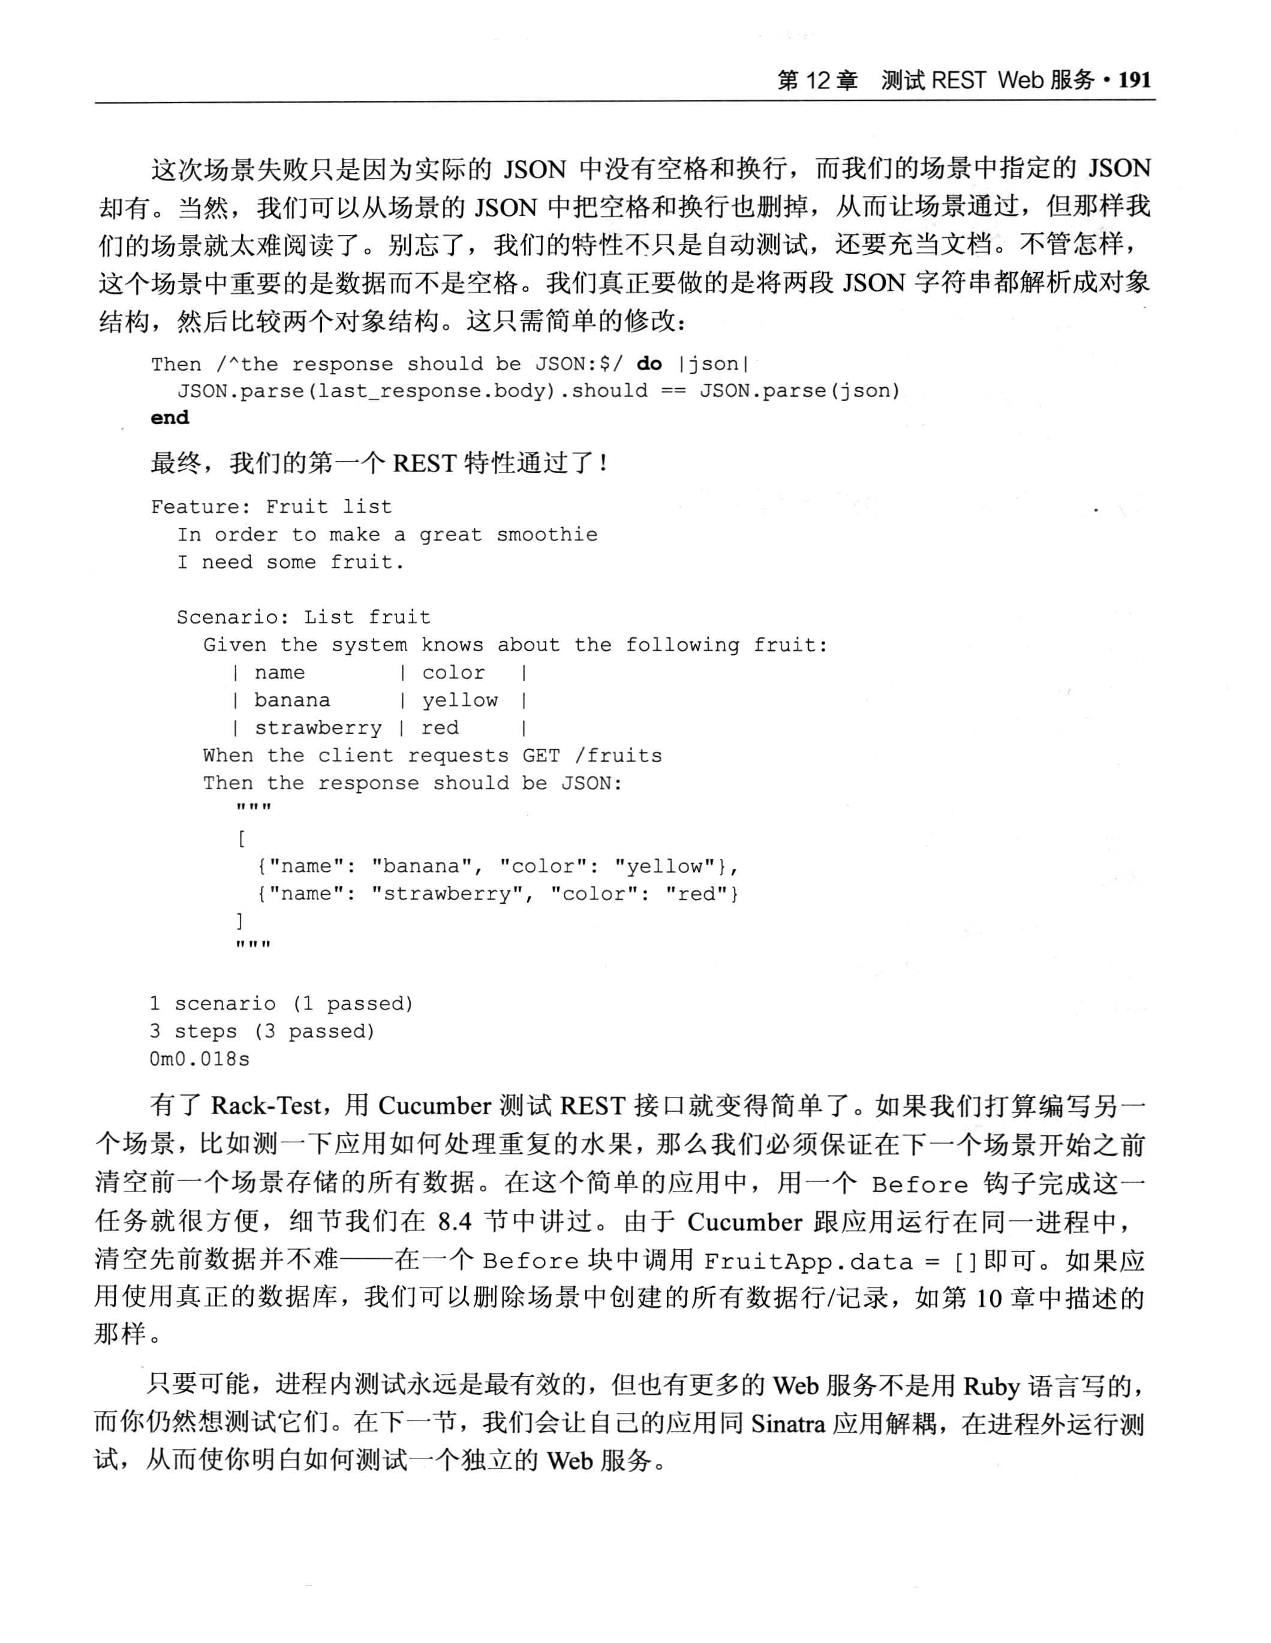 第 12 章　测试 REST Web 服务 • 191
这次场景失败只是因为实际的 JSON 中没有空格和换行，而我们的场景中指定的 JSON
却有。当然，我们可以从场景的 JSON 中把空格和换行也删掉，从而让场景通过，但那样我
们的场景就太难阅读了。别忘了，我们的特性不只是自动测试，还要充当文档。不管怎样，
这个场景中重要的是数据而不是空格。我们真正要做的是将两段 JSON 字符串都解析成对象
结构，然后比较两个对象结构。这只需简单的修改：
Then /^the response should be JSON:$/ do |json|
  JSON.parse(last_response.body).should == JSON.parse(json)
end
最终，我们的第一个 REST 特性通过了！
Feature: Fruit list
  In order to make a great smoothie
  I need some fruit.
  Scenario: List fruit
    Given the system knows about the following fruit:
      | name       | color  |
      | banana     | yellow |
      | strawberry | red    |
    When the client requests GET /fruits
    Then the response should be JSON:
      """
      [
        {"name": "banana", "color": "yellow"},
        {"name": "strawberry", "color": "red"}
      ]
      """
1 scenario (1 passed)
3 steps (3 passed)
0m0.018s
有了 Rack-Test，用 Cucumber 测试 REST 接口就变得简单了。如果我们打算编写另一
个场景，比如测一下应用如何处理重复的水果，那么我们必须保证在下一个场景开始之前
清空前一个场景存储的所有数据。在这个简单的应用中，用一个 Before 钩子完成这一
任务就很方便，细节我们在 8.4 节中讲过。由于 Cucumber 跟应用运行在同一进程中，
清空先前数据并不难——在一个 Before 块中调用 FruitApp.data = []即可。如果应
用使用真正的数据库，我们可以删除场景中创建的所有数据行/记录，如第 10 章中描述的
那样。
只要可能，进程内测试永远是最有效的，但也有更多的 Web 服务不是用 Ruby 语言写的，
而你仍然想测试它们。在下一节，我们会让自己的应用同 Sinatra 应用解耦，在进程外运行测
试，从而使你明白如何测试一个独立的 Web 服务。